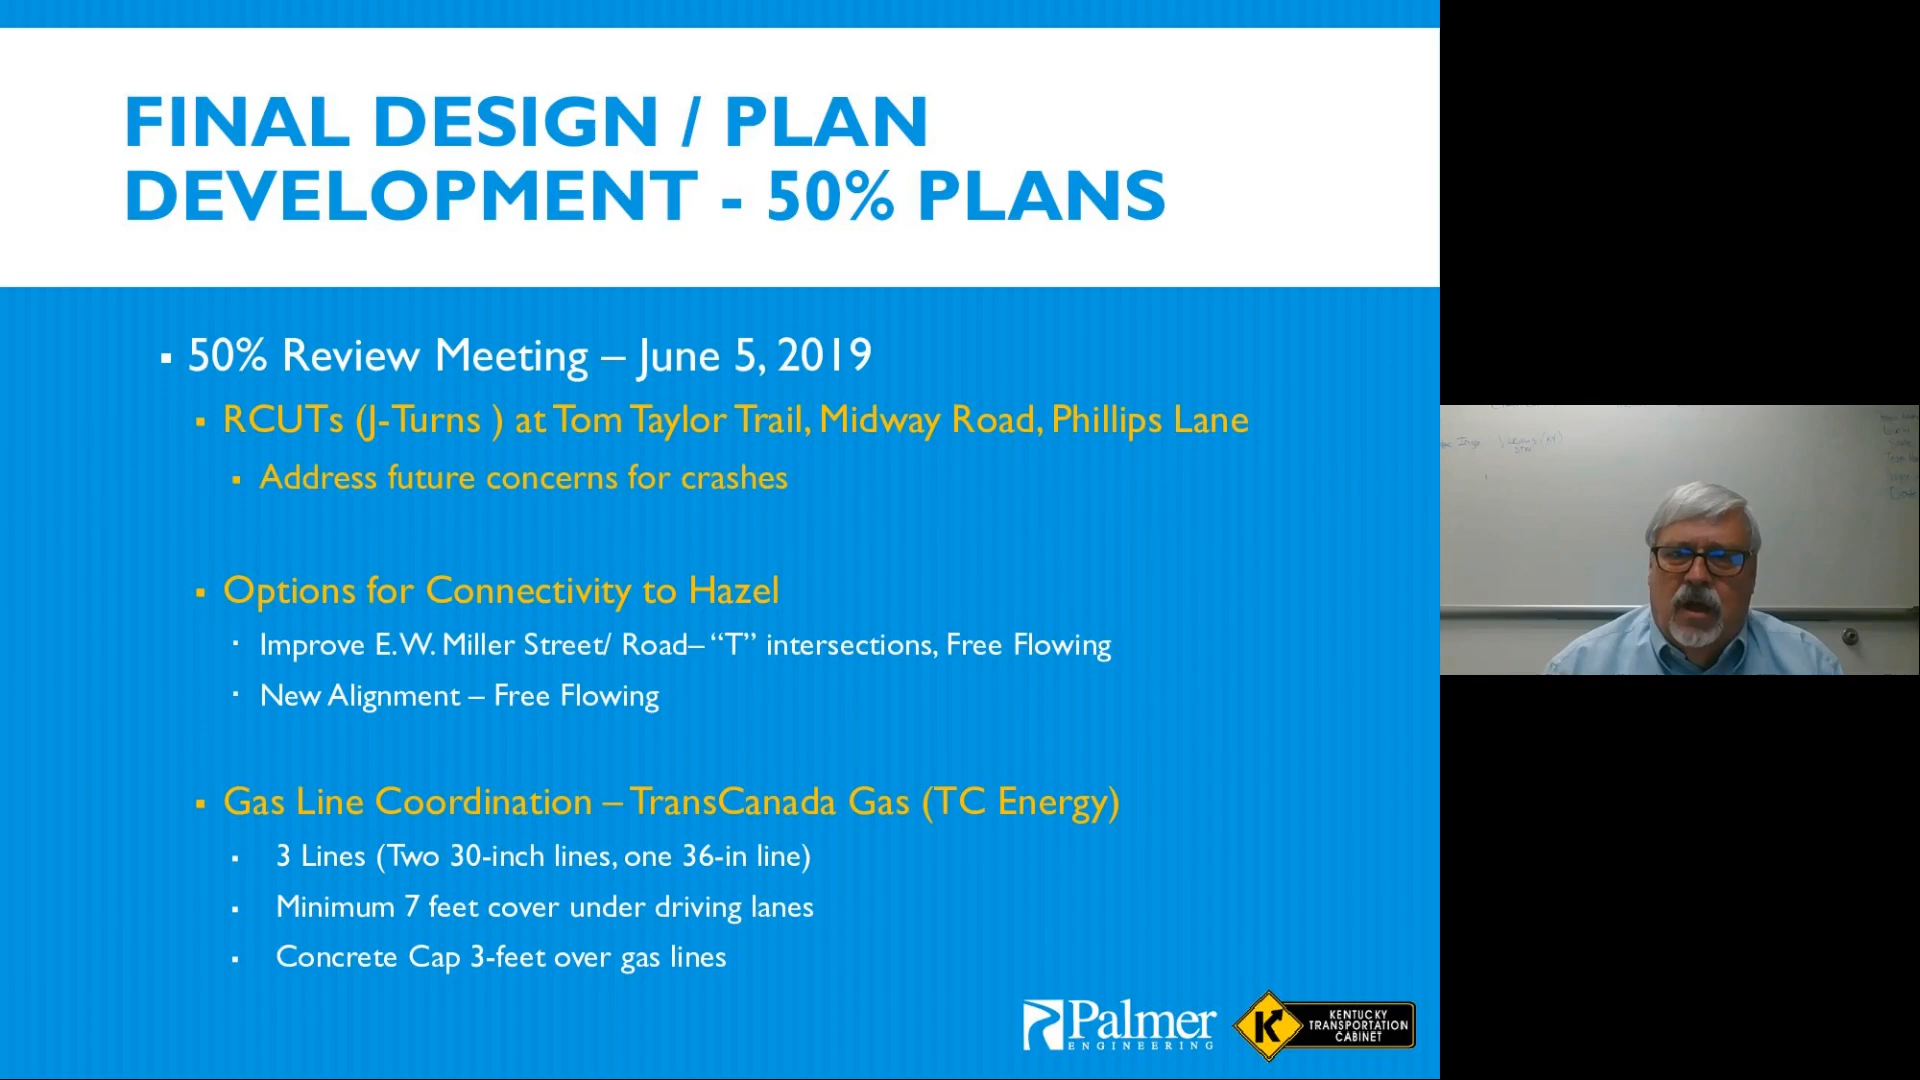 FINAL DESIGN / PLAN
DEVELOPMENT - 50% PLANS
50% Review Meeting – June 5, 2019
RCUTs (J-Turns ) at Tom Taylor Trail, Midway Road, Phillips Lane
Address future concerns for crashes
Options for Connectivity to Hazel
Improve E.W. Miller Street/ Road– “T” intersections, Free Flowing
New Alignment – Free Flowing
Gas Line Coordination – TransCanada Gas (TC Energy)
3 Lines (Two 30-inch lines, one 36-in line)
Minimum 7 feet cover under driving lanes
Concrete Cap 3-feet over gas lines
Palmer
ENGINEERING
KENTUCKY
TRANSPORTATION
CABINET